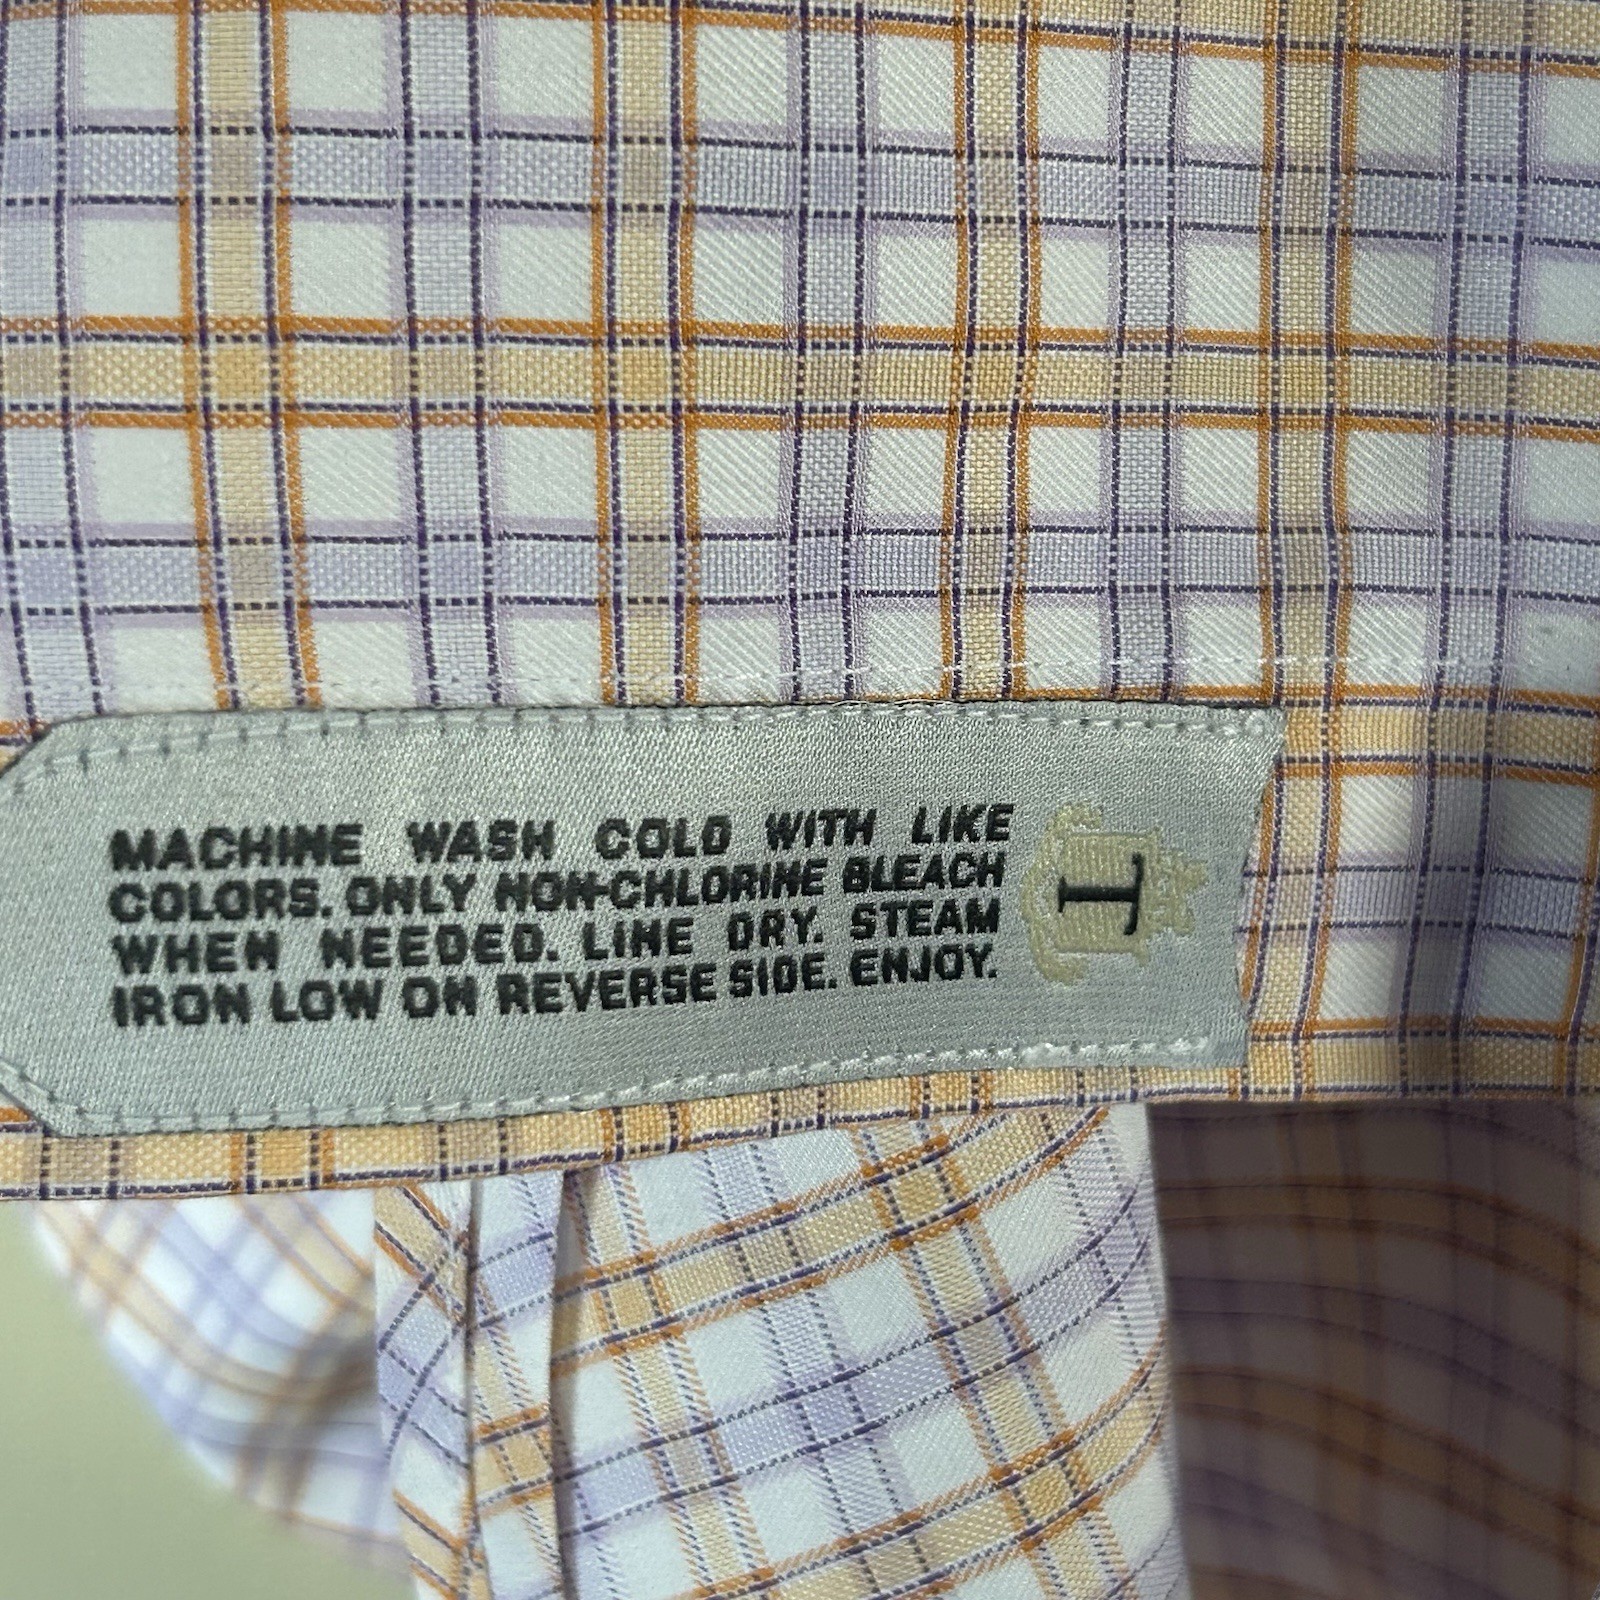 MACHINE WASH COLD WITH LIKE
COLORS. ONLY NON-CHLORINE BLEACH
WHEN NEEDED. LINE DRY. STEAM
IRON LOW ON REVERSE SIDE. ENJOY.
T